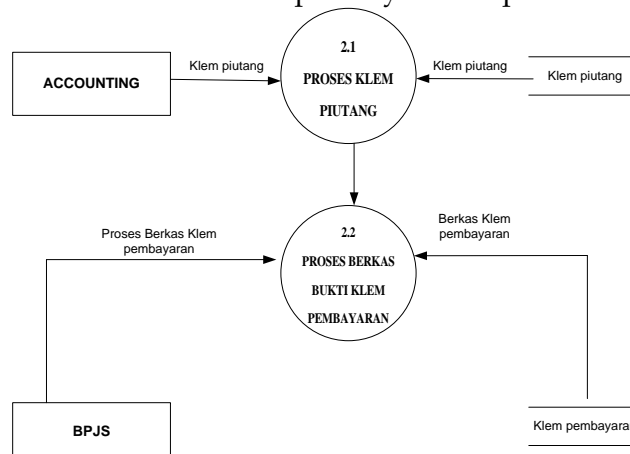 2.1
PROSES KLEM
PIUTANG
Klem piutang
Klem piutang
ACCOUNTING
Klem piutang
2.2
PROSES BERKAS
BUKTI KLEM
PEMBAYARAN
Proses Berkas Klem
pembayaran
Berkas Klem
pembayaran
BPJS
Klem pembayara